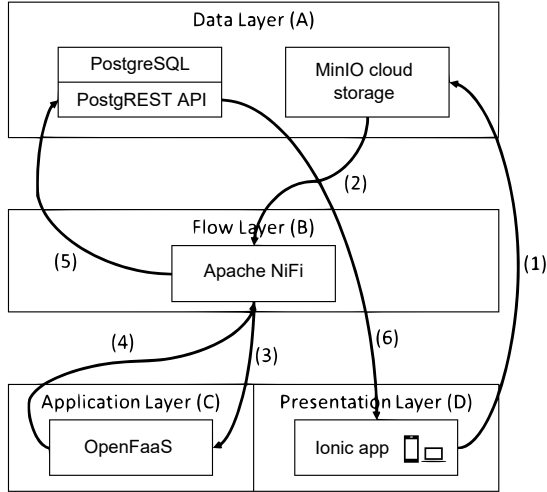 Data Layer (A)
PostgreSQL
PostgREST API
MinIO cloud
storage
(2)
Flow Layer (B)
(5)
Apache NiFi
(1)
(4)
(3)
(6)
Application Layer (C)
Presentation Layer (D)
OpenFaaS
Ionic app